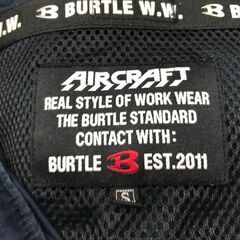 BURTLE W.W. BURTLE W.W.
AIRCRAFT
REAL STYLE OF WORK WEAR
THE BURTLE STANDARD
CONTACT WITH:
BURTLE B EST.2011
S